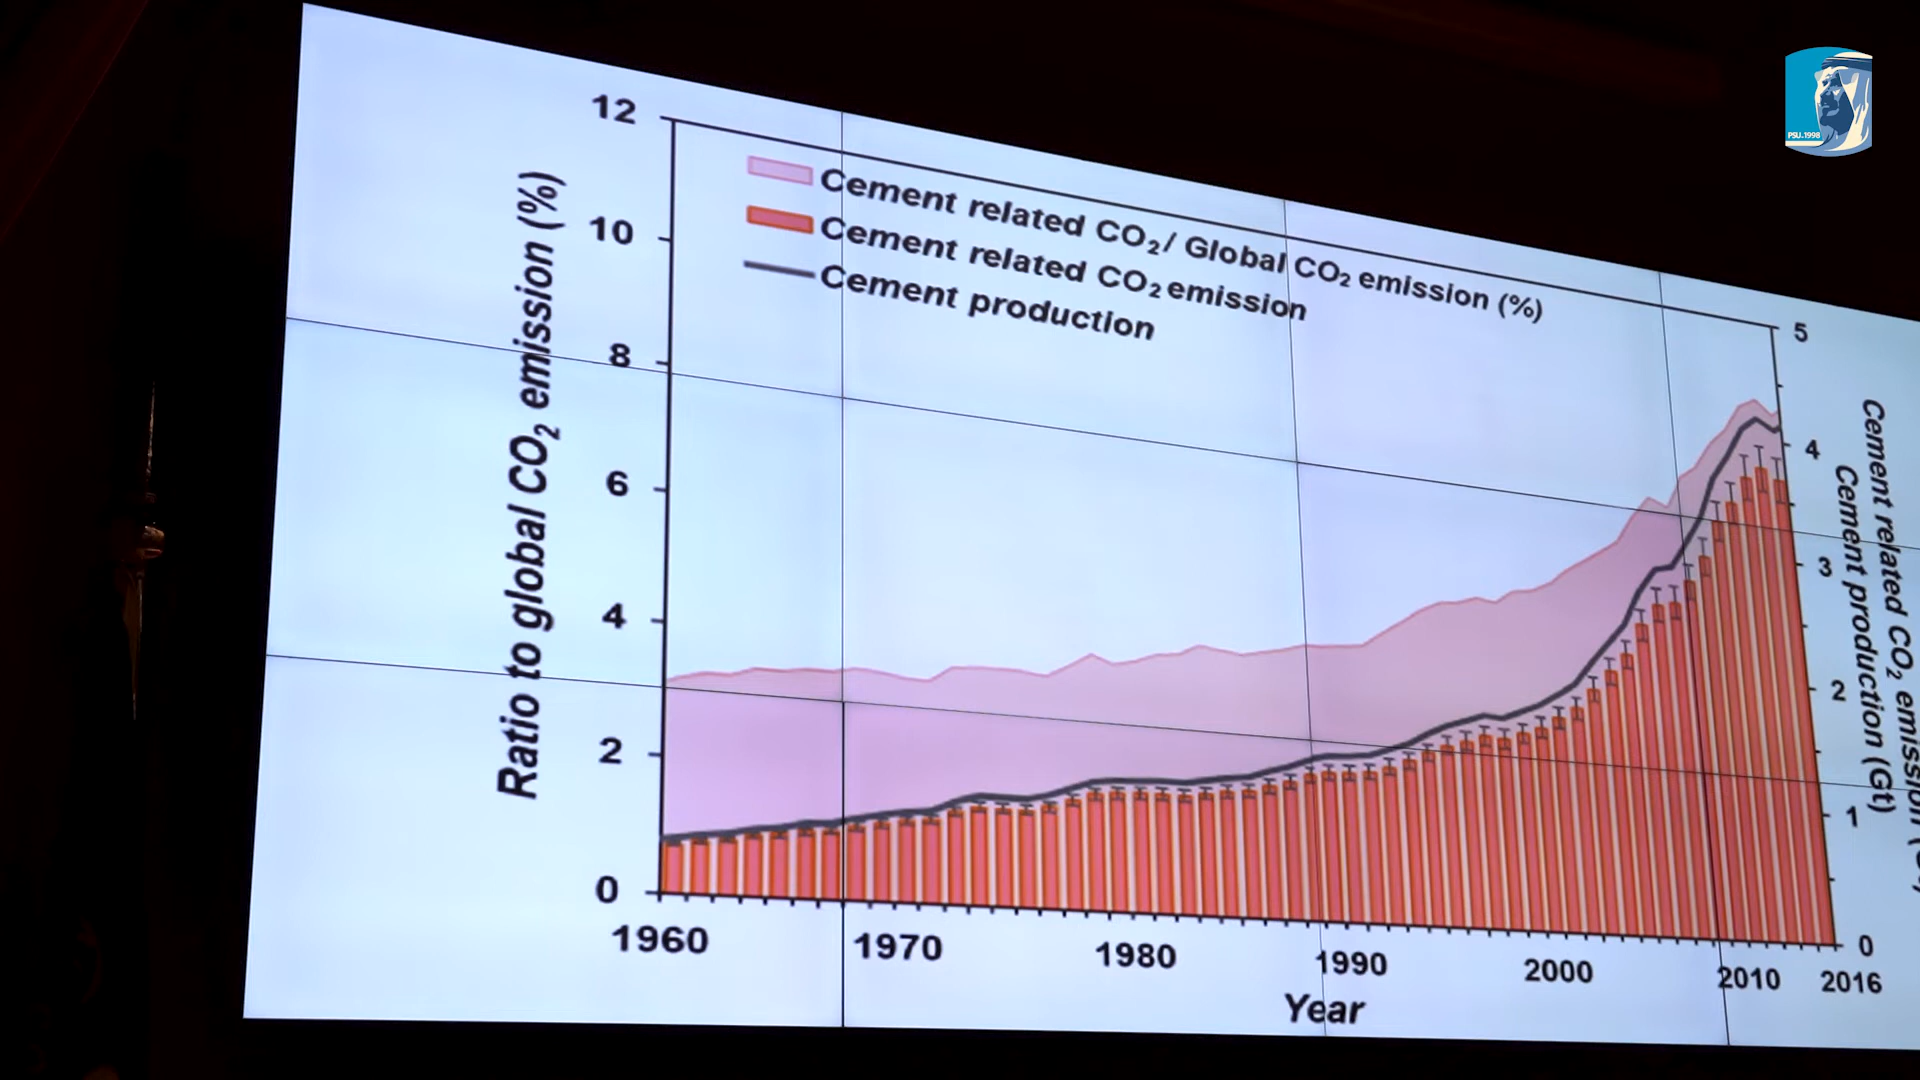 PSU.1998
12
10
8
6
4
2
0
Ratio to global CO₂ emission (%)
Cement related CO₂/ Global CO₂ emission (%)
Cement related CO₂ emission
Cement production
5
4
3
2
1
0
Cement related CO₂ emission
Cement production (Gt)
1960 1970 1980 1990 2000 2010 2016
Year